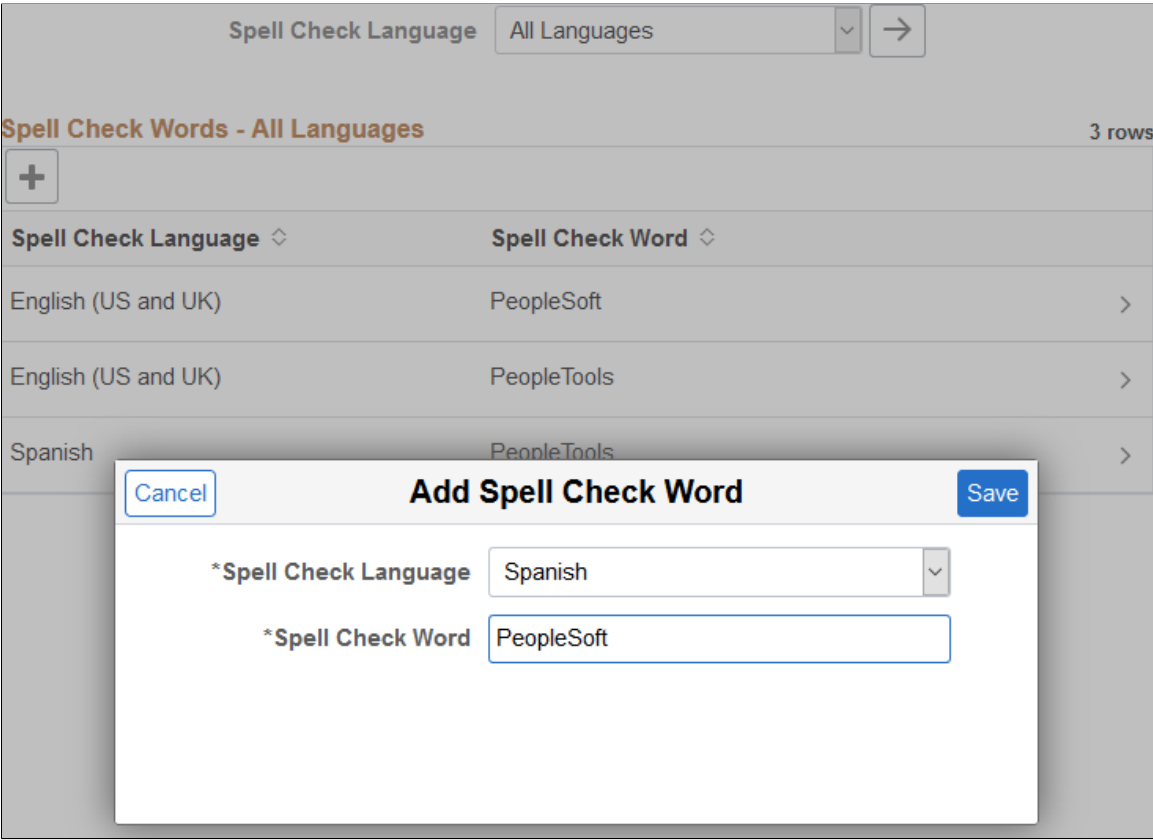 Spell Check Language All Languages
Spell Check Words - All Languages 3 rows
Spell Check Language Spell Check Word
English (US and UK) PeopleSoft
English (US and UK) PeopleTools
Spanish PeopleTools
Cancel Add Spell Check Word Save
*Spell Check Language Spanish
*Spell Check Word PeopleSoft